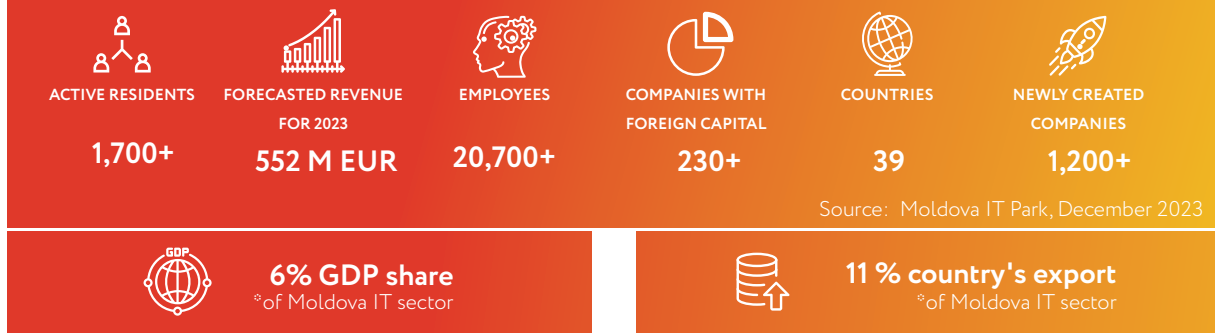 ACTIVE RESIDENTS
1,700+
FORECASTED REVENUE
FOR 2023
552 M EUR
EMPLOYEES
20,700+
COMPANIES WITH
FOREIGN CAPITAL
230+
COUNTRIES
39
NEWLY CREATED
COMPANIES
1,200+
Source: Moldova IT Park, December 2023
GDP
6% GDP share
*of Moldova IT sector
11 % country's export
*of Moldova IT sector